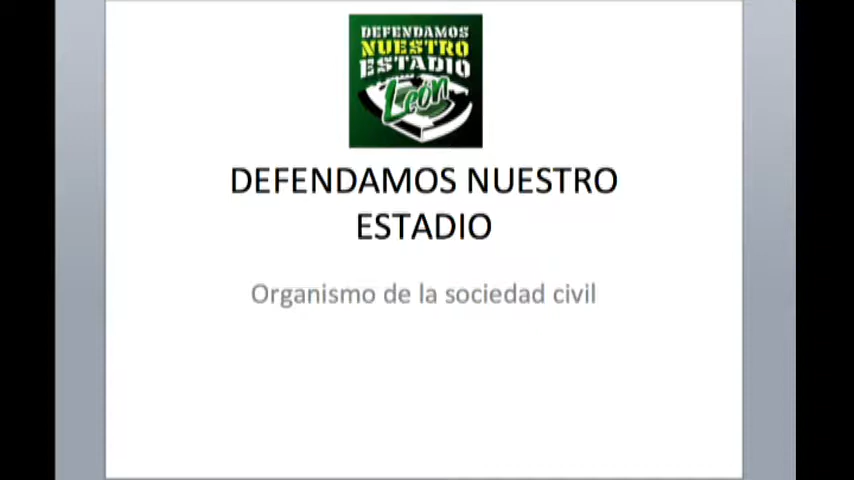 DEFENDAMOS
NUESTRO
ESTADIO
León
DEFENDAMOS NUESTRO
ESTADIO
Organismo de la sociedad civil